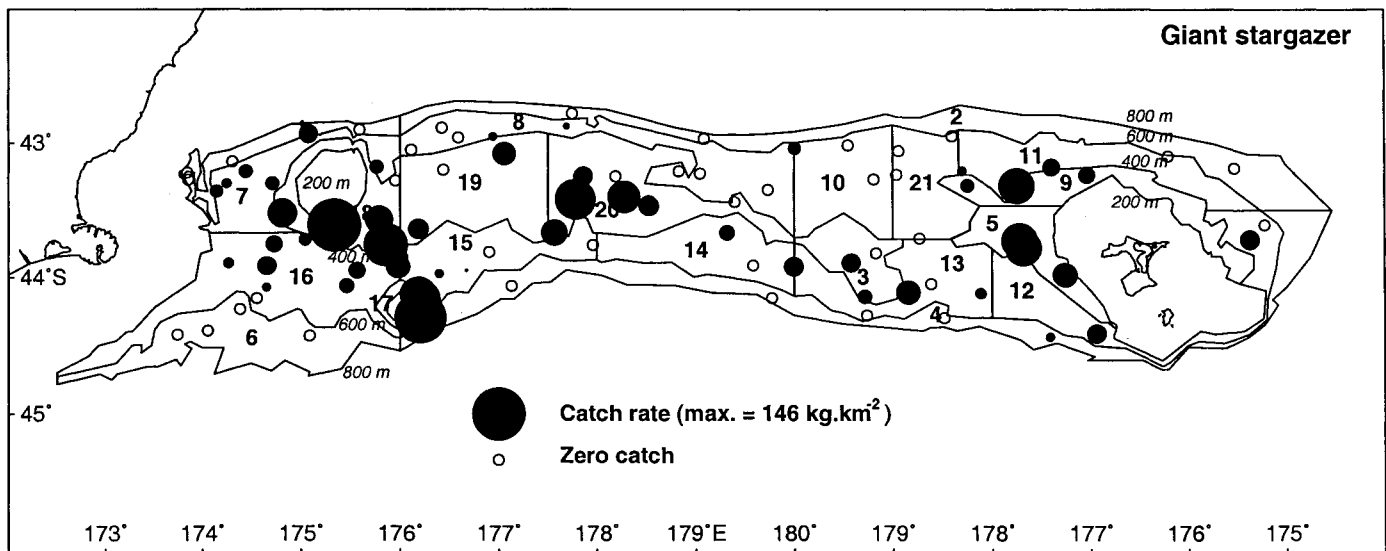 Giant stargazer
2
800 m
8
600 m
43°
11
400 m
200 m
19
10
9
7
21
200 m
20
5
15
400 m
14
44°S
16
13
3
12
17
600 m
4
6
800 m
Catch rate (max. = 146 kg.km-2)
45°
Zero catch
173° 174° 175° 176° 177° 178° 179°E 180° 179° 178° 177° 176° 175°